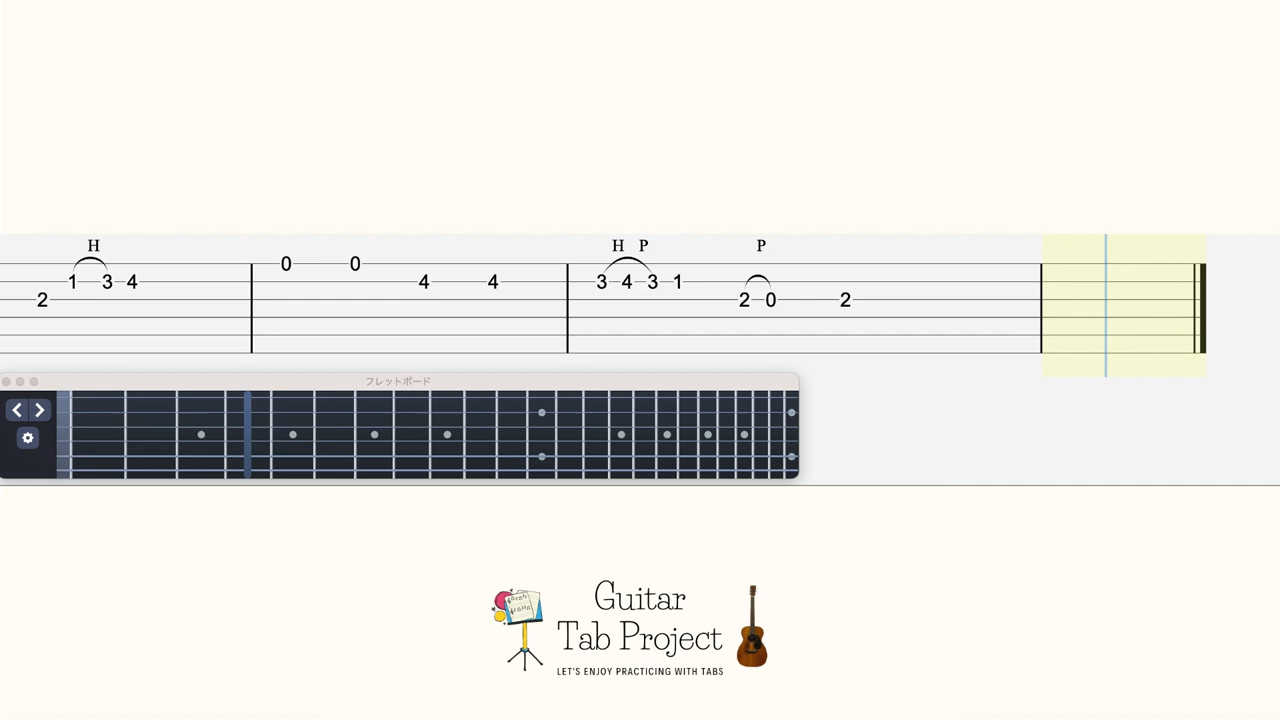 H H P P
0 0
1 3 4 4 4 3 4 3 1
2 2 0 2
フレットボード
Guitar
Tab Project
LET'S ENJOY PRACTICING WITH TABS